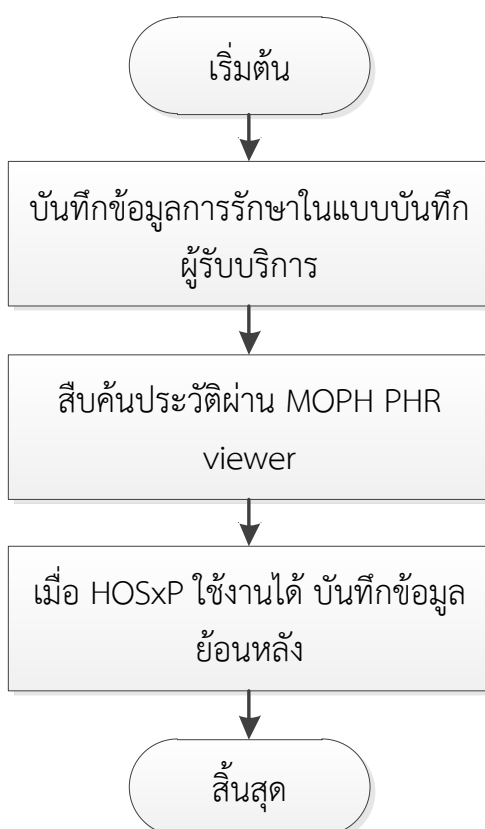 เริ่มต้น
บันทึกข้อมูลการรักษาในแบบบันทึก
ผู้รับบริการ
สืบค้นประวัติผ่าน MOPH PHR
viewer
เมื่อ HOSxP ใช้งานได้ บันทึกข้อมูล
ย้อนหลัง
สิ้นสุด